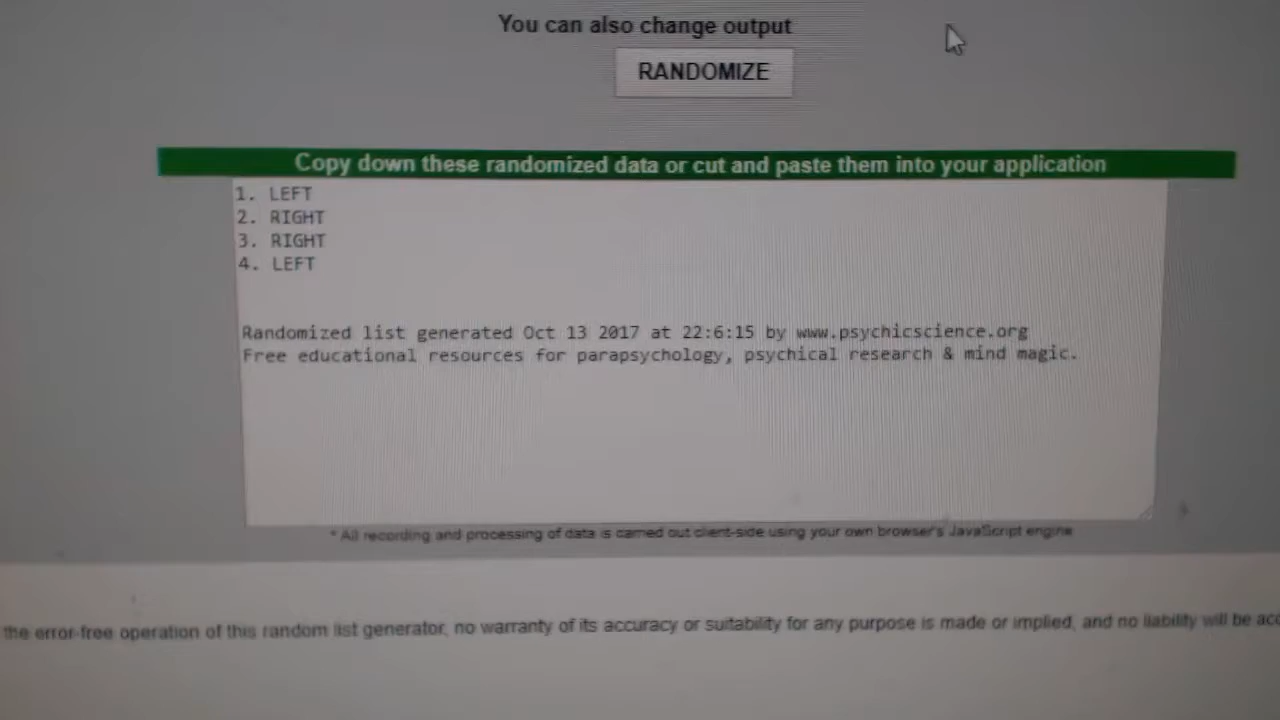 You can also change output
RANDOMIZE
Copy down these randomized data or cut and paste them into your application
1. LEFT
2. RIGHT
3. RIGHT
4. LEFT
Randomized list generated Oct 13 2017 at 22:6:15 by www.psychicscience.org
Free educational resources for parapsychology, psychical research & mind magic.
* All recording and processing of data is carried out client-side using your own browser's JavaScript engine
the error-free operation of this random list generator, no warranty of its accuracy or suitability for any purpose is made or implied, and no liability will be